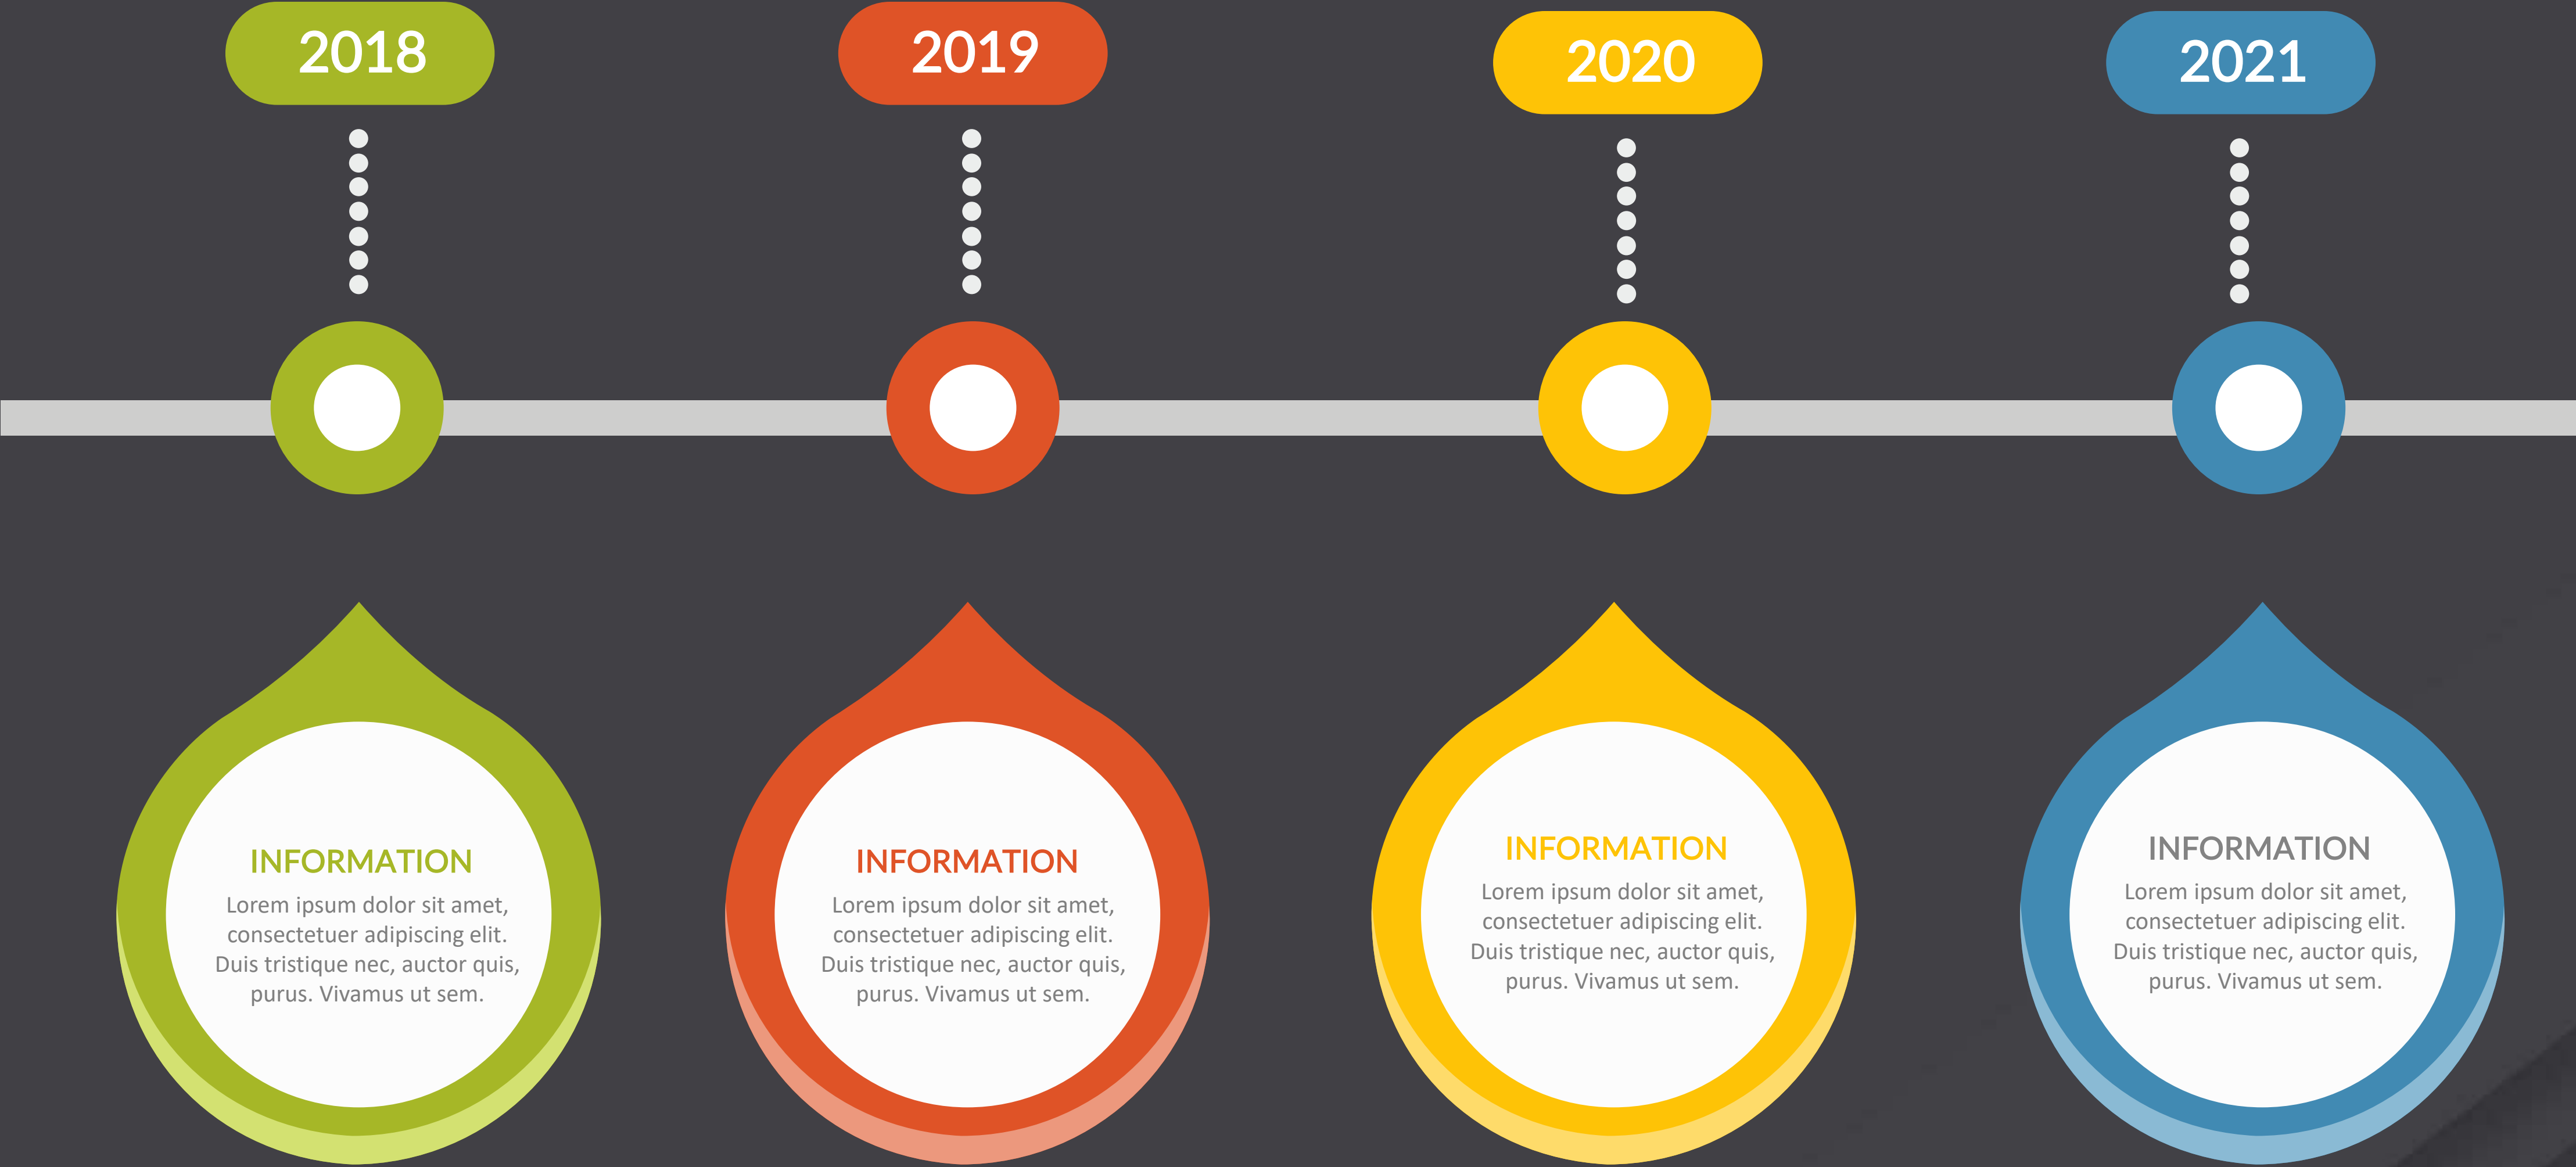 2018
2019
2020
2021
INFORMATION
Lorem ipsum dolor sit amet,
consectetuer adipiscing elit.
Duis tristique nec, auctor quis,
purus. Vivamus ut sem.
INFORMATION
Lorem ipsum dolor sit amet,
consectetuer adipiscing elit.
Duis tristique nec, auctor quis,
purus. Vivamus ut sem.
INFORMATION
Lorem ipsum dolor sit amet,
consectetuer adipiscing elit.
Duis tristique nec, auctor quis,
purus. Vivamus ut sem.
INFORMATION
Lorem ipsum dolor sit amet,
consectetuer adipiscing elit.
Duis tristique nec, auctor quis,
purus. Vivamus ut sem.